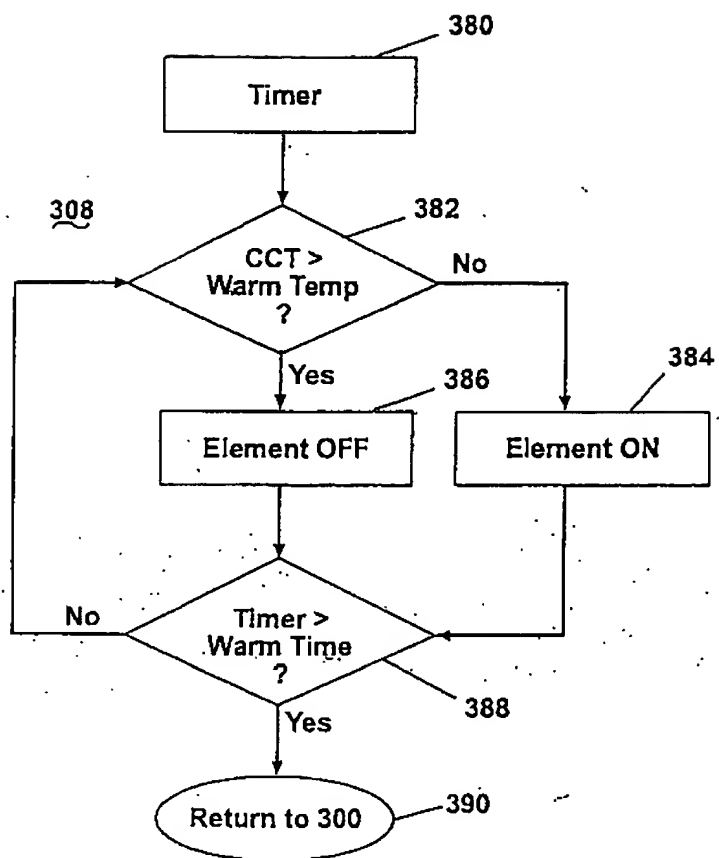 380
Timer
308
382
CCT >
Warm Temp
?
No
Yes
386
384
Element OFF
Element ON
No
Timer >
Warm Time
?
388
Yes
Return to 300
390